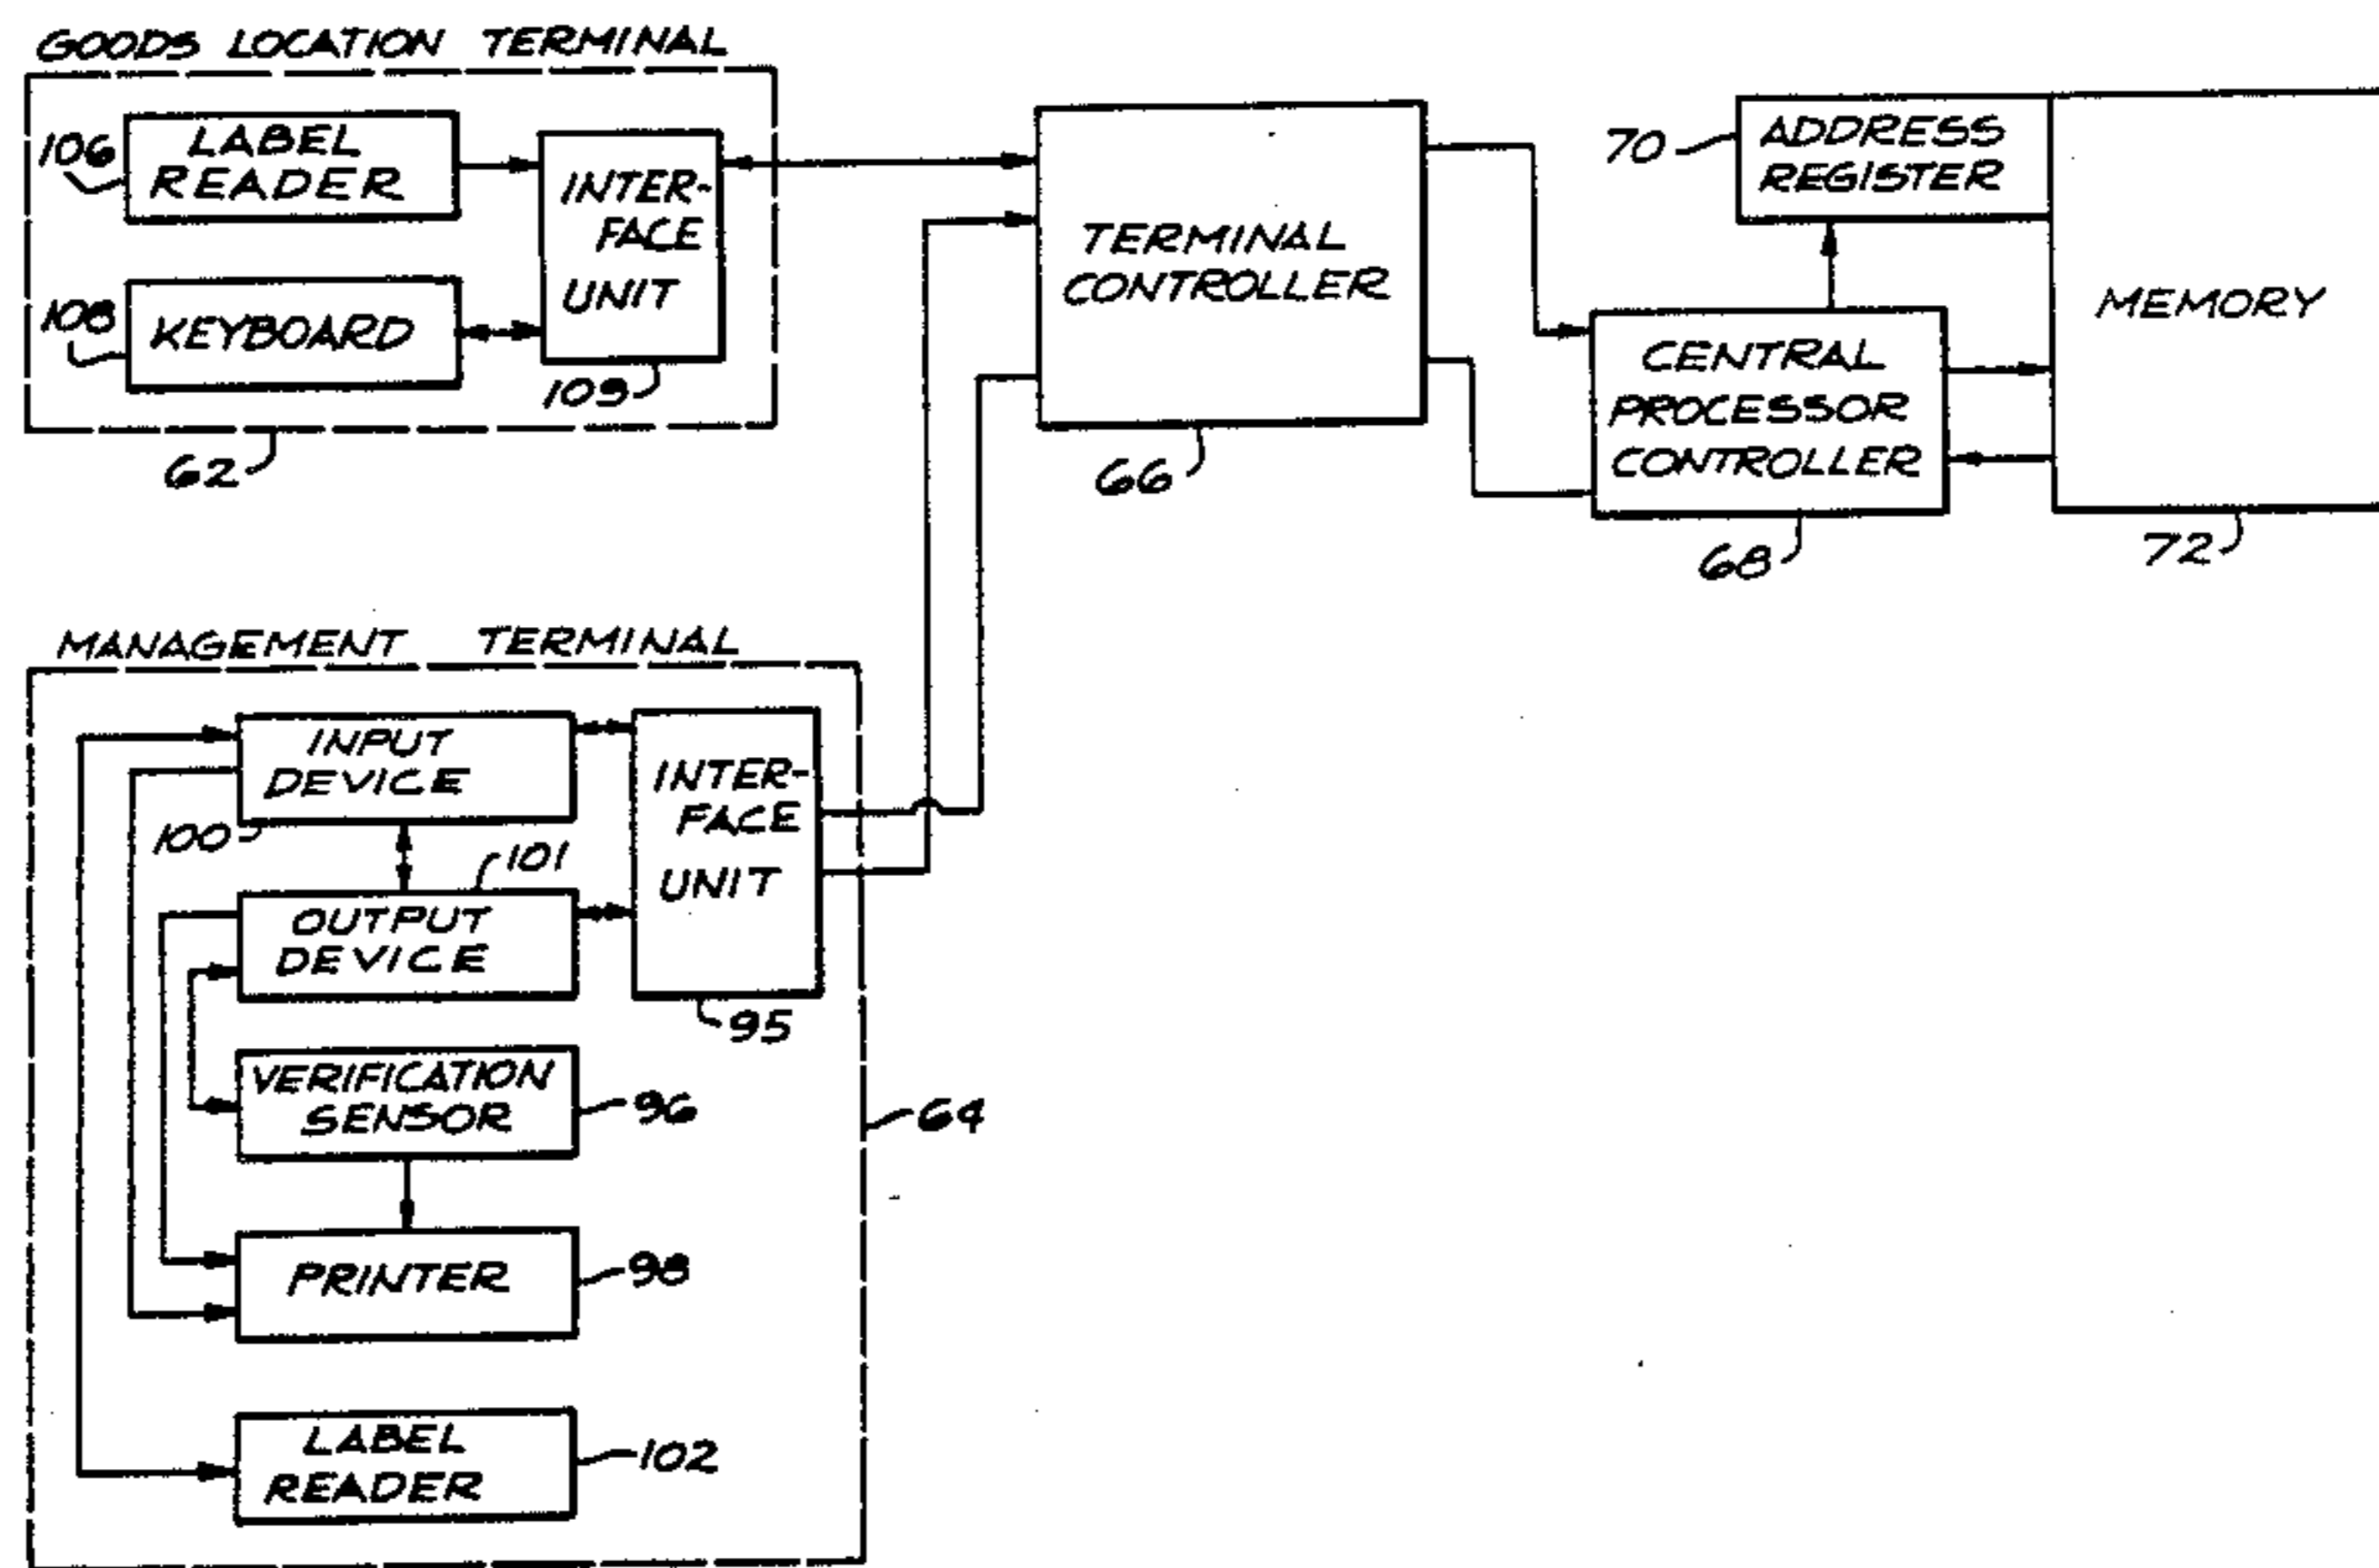 GOODS LOCATION TERMINAL
106
LABEL
READER
INTER-
FACE
UNIT
108
KEYBOARD
109
62
TERMINAL
CONTROLLER
66
70
ADDRESS
REGISTER
MEMORY
CENTRAL
PROCESSOR
CONTROLLER
68
72
MANAGEMENT TERMINAL
INPUT
DEVICE
100
INTER-
FACE
UNIT
101
OUTPUT
DEVICE
95
VERIFICATION
SENSOR
96
64
PRINTER
98
LABEL
READER
102